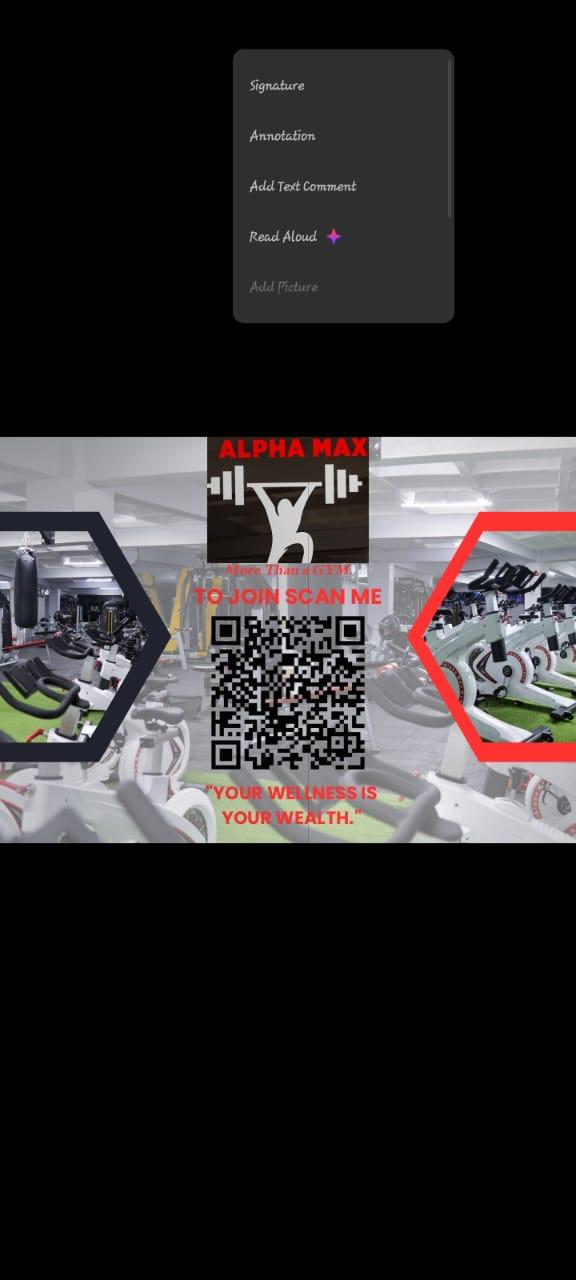 Signature
Annotation
Add Text Comment
Read Aloud
Add Picture
ALPHA MAX
More Than a GYM
TO JOIN SCAN ME
"YOUR WELLNESS IS
YOUR WEALTH."